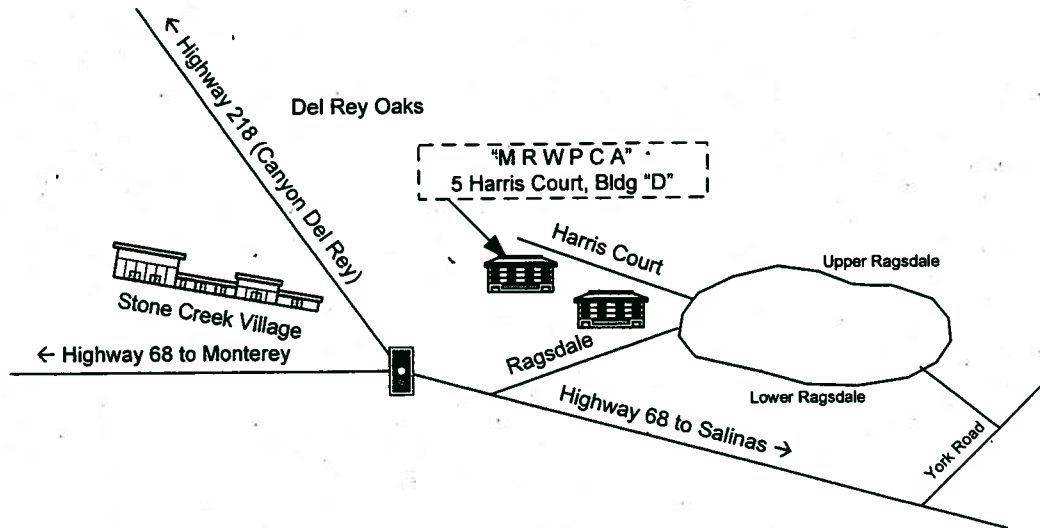 ← Highway 218 (Canyon Del Rey)
Del Rey Oaks
"M R W P C A"
5 Harris Court, Bldg "D"
Harris Court
Upper Ragsdale
Stone Creek Village
← Highway 68 to Monterey
Ragsdale
Lower Ragsdale
Highway 68 to Salinas →
York Road